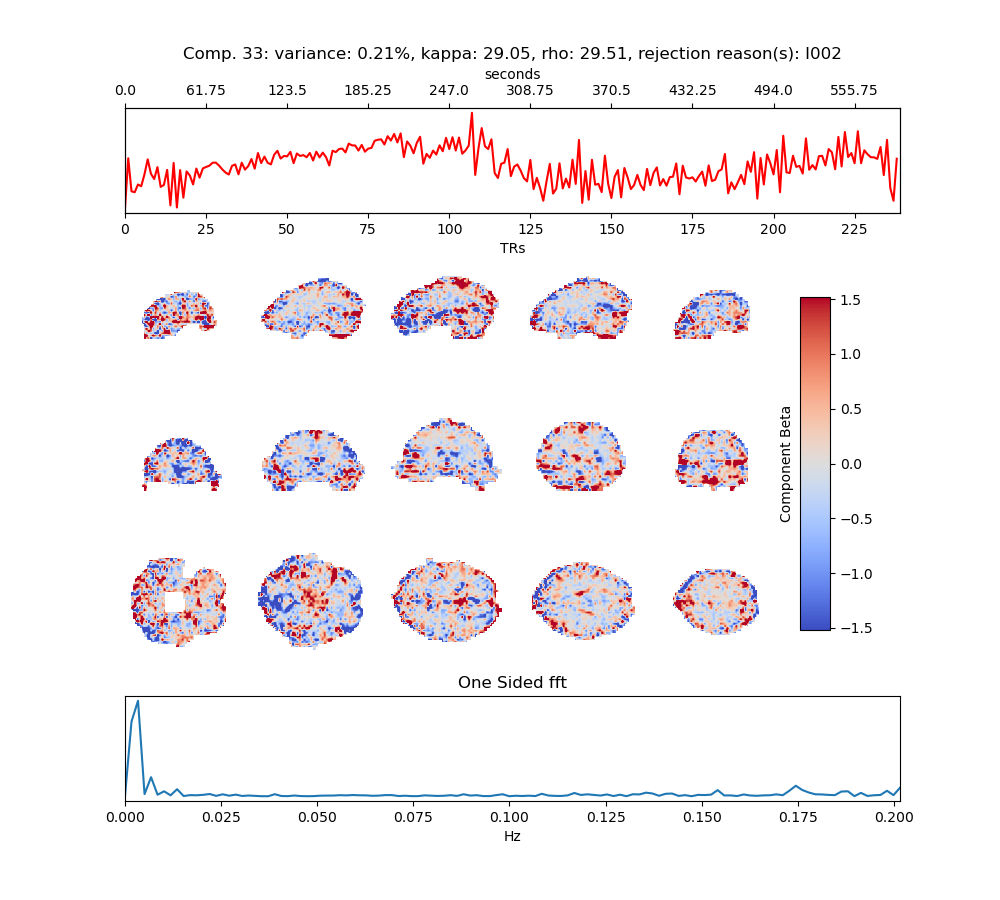 Comp. 33: variance: 0.21%, kappa: 29.05, rho: 29.51, rejection reason(s): I002
seconds
0.0 61.75 123.5 185.25 247.0 308.75 370.5 432.25 494.0 555.75
0 25 50 75 100 125 150 175 200 225
TRs
1.5
1.0
0.5
0.0
−0.5
−1.0
−1.5
Component Beta
One Sided fft
0.000 0.025 0.050 0.075 0.100 0.125 0.150 0.175 0.200
Hz